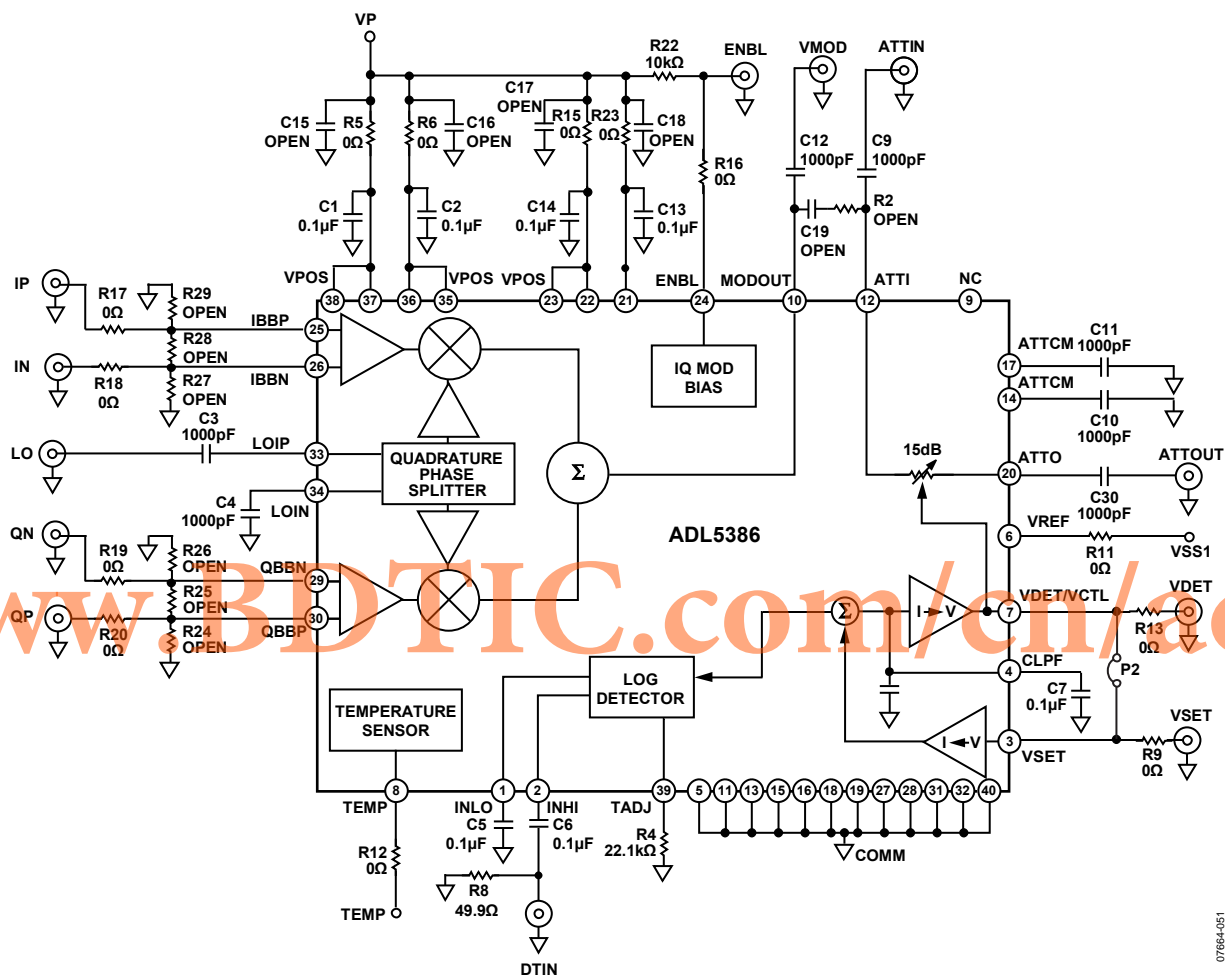 VP
R22
10kΩ
ENBL
VMOD
ATTIN
C15
OPEN
R5
0Ω
R6
0Ω
C16
OPEN
C17
OPEN
R15
0Ω
R23
0Ω
C18
OPEN
R16
0Ω
C12
1000pF
C9
1000pF
C1
0.1µF
C2
0.1µF
C14
0.1µF
C13
0.1µF
C19
OPEN
R2
OPEN
VPOS
VPOS
VPOS
ENBL
MODOUT
ATTI
NC
38
37
36
35
23
22
21
24
10
12
9
IP
R17
0Ω
R29
OPEN
IBBP
25
R28
OPEN
IN
R18
0Ω
R27
OPEN
IBBN
26
IQ MOD
BIAS
17
ATTCM
C11
1000pF
14
ATTCM
C10
1000pF
LO
C3
1000pF
LOIP
33
QUADRATURE
PHASE
SPLITTER
Σ
15dB
20
ATTO
C30
1000pF
ATTOUT
C4
1000pF
LOIN
34
ADL5386
6
VREF
R11
0Ω
VSS1
QN
R19
0Ω
R26
OPEN
QBBN
29
R25
OPEN
QP
R20
0Ω
R24
OPEN
QBBP
30
www.BDTIC.com/cn/ad
Σ
I V
7
VDET/VCTL
R13
0Ω
VDET
4
CLPF
C7
0.1µF
P2
LOG
DETECTOR
TEMPERATURE
SENSOR
I V
3
VSET
R9
0Ω
VSET
8
1
2
39
5
11
13
15
16
18
19
27
28
31
32
40
TEMP
INLO
INHI
TADJ
C5
0.1µF
C6
0.1µF
R4
22.1kΩ
COMM
R12
0Ω
R8
49.9Ω
TEMP
DTIN
07664-051